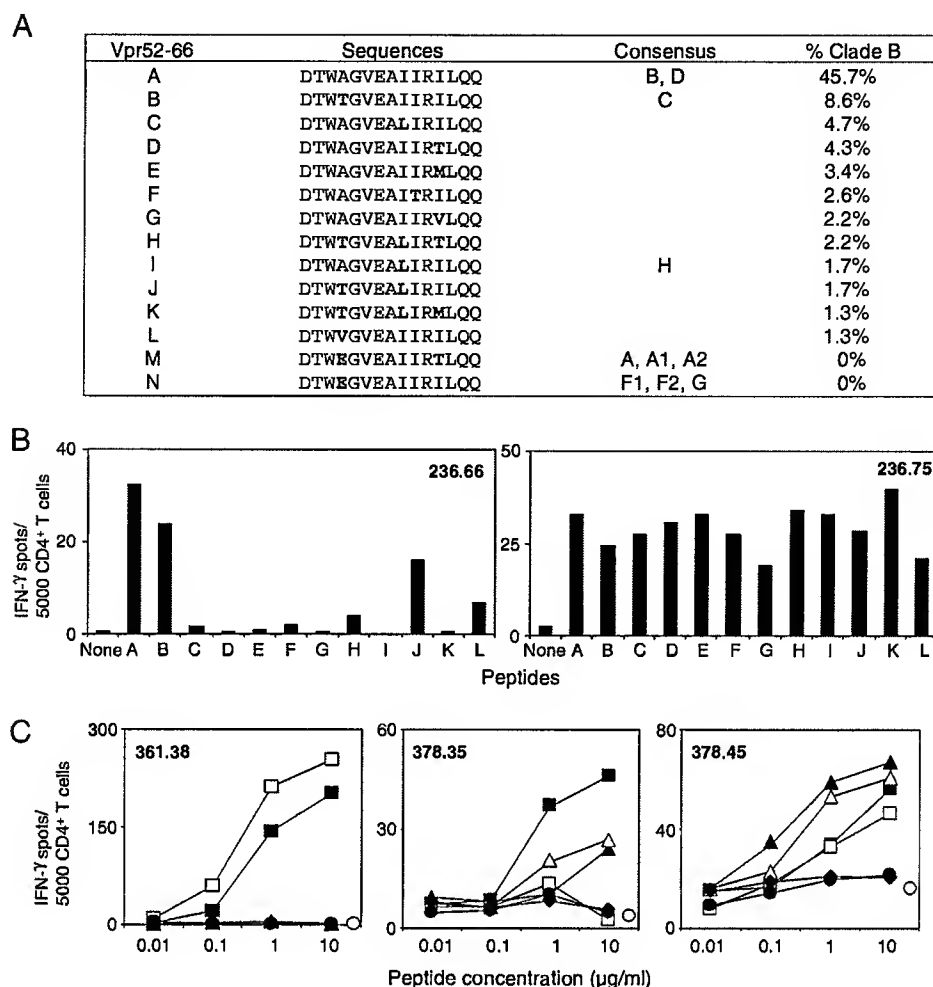 A
Vpr52-66 Sequences Consensus % Clade B
A DTWAGVEAIIRILQQ B, D 45.7%
B DTWTGVEAIIRILQQ C 8.6%
C DTWAGVEALIRILQQ 4.7%
D DTWAGVEAIIRTLQQ 4.3%
E DTWAGVEAIIRMLQQ 3.4%
F DTWAGVEAITRILQQ 2.6%
G DTWAGVEAIIRVLQQ 2.2%
H DTWTGVEALIRTLQQ 2.2%
I DTWAGVEALIRILQQ H 1.7%
J DTWTGVEALIRILQQ 1.7%
K DTWTGVEALIRMLQQ 1.3%
L DTWVGVEAIIRILQQ 1.3%
M DTWEGVEAIIRTLQQ A, A1, A2 0%
N DTWEGVEAIIRILQQ F1, F2, G 0%
B
IFN-γ spots/
5000 CD4+ T cells
40
20
0
236.66
None A B C D E F G H I J K L
50
25
0
236.75
None A B C D E F G H I J K L
Peptides
C
IFN-γ spots/
5000 CD4+ T cells
300
150
0
361.38
0.01 0.1 1 10
60
30
0
378.35
0.01 0.1 1 10
80
40
0
378.45
0.01 0.1 1 10
Peptide concentration (μg/ml)